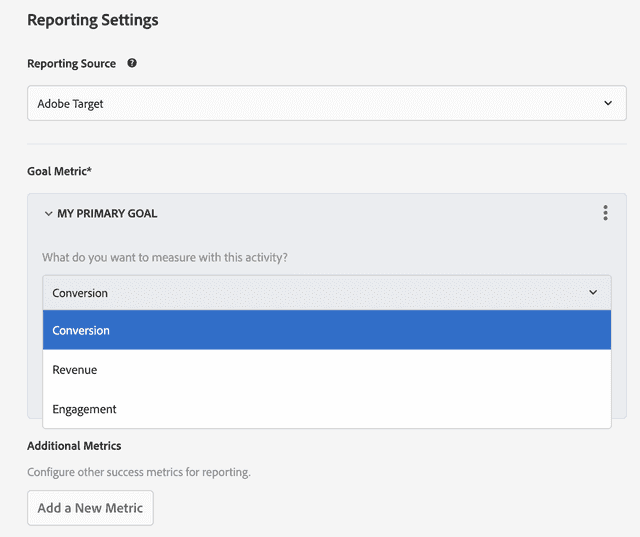 Reporting Settings
Reporting Source ?
Adobe Target
Goal Metric*
MY PRIMARY GOAL
What do you want to measure with this activity?
Conversion
Conversion
Revenue
Engagement
Additional Metrics
Configure other success metrics for reporting.
Add a New Metric